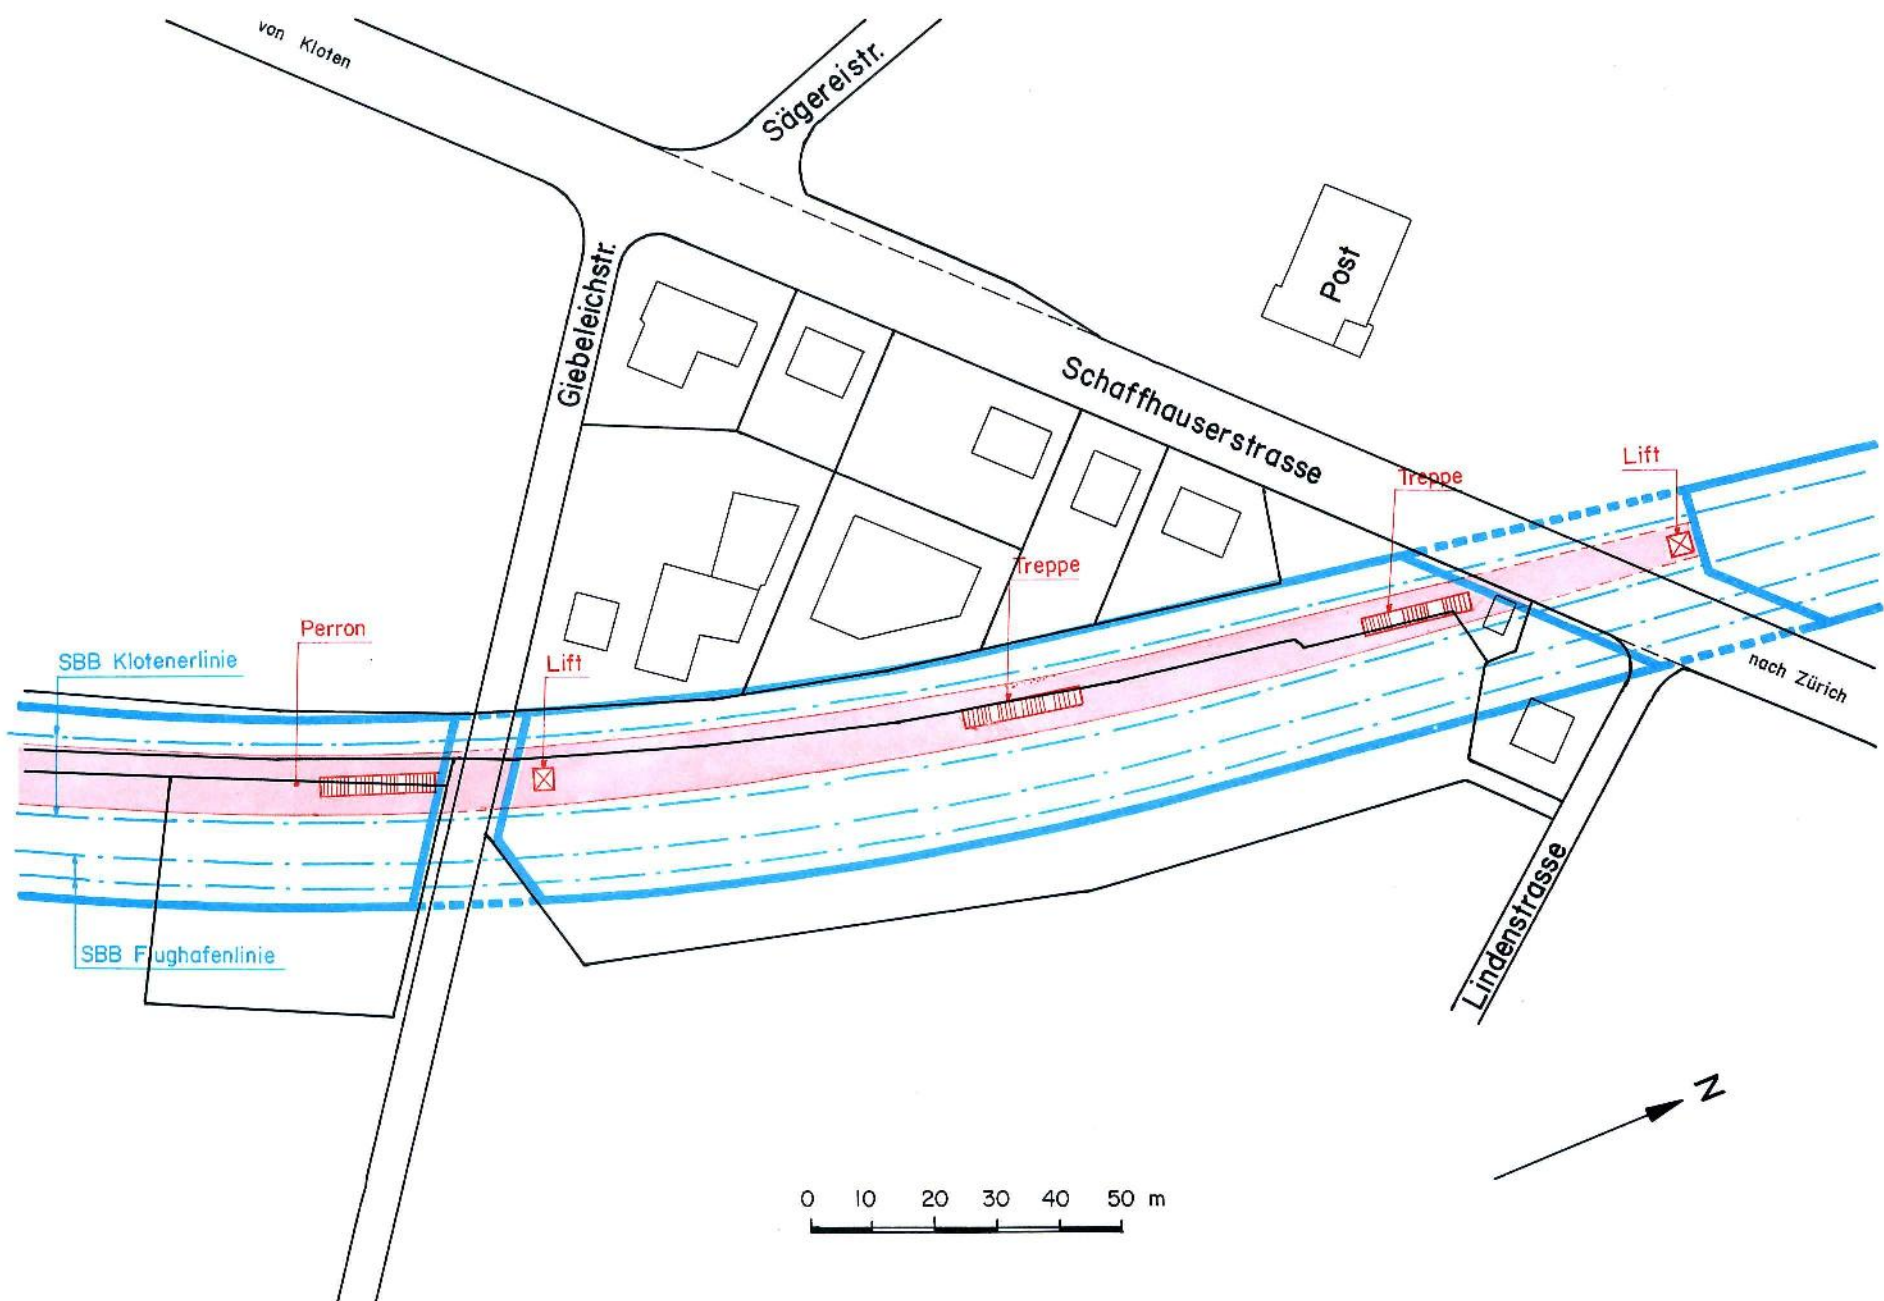 von Kloten
Sägereistr.
Giebeleichstr.
Post
Schaffhauserstrasse
Lift
Treppe
Treppe
Perron
SBB Klotenerlinie
Lift
nach Zürich
SBB Flughafenlinie
Lindenstrasse
N
0 10 20 30 40 50 m